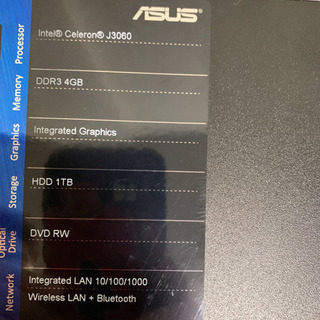 ASUS
Processor
Intel® Celeron® J3060
Memory
DDR3 4GB
Graphics
Integrated Graphics
Storage
HDD 1TB
Optical
Drive
DVD RW
Network
Integrated LAN 10/100/1000
Wireless LAN + Bluetooth